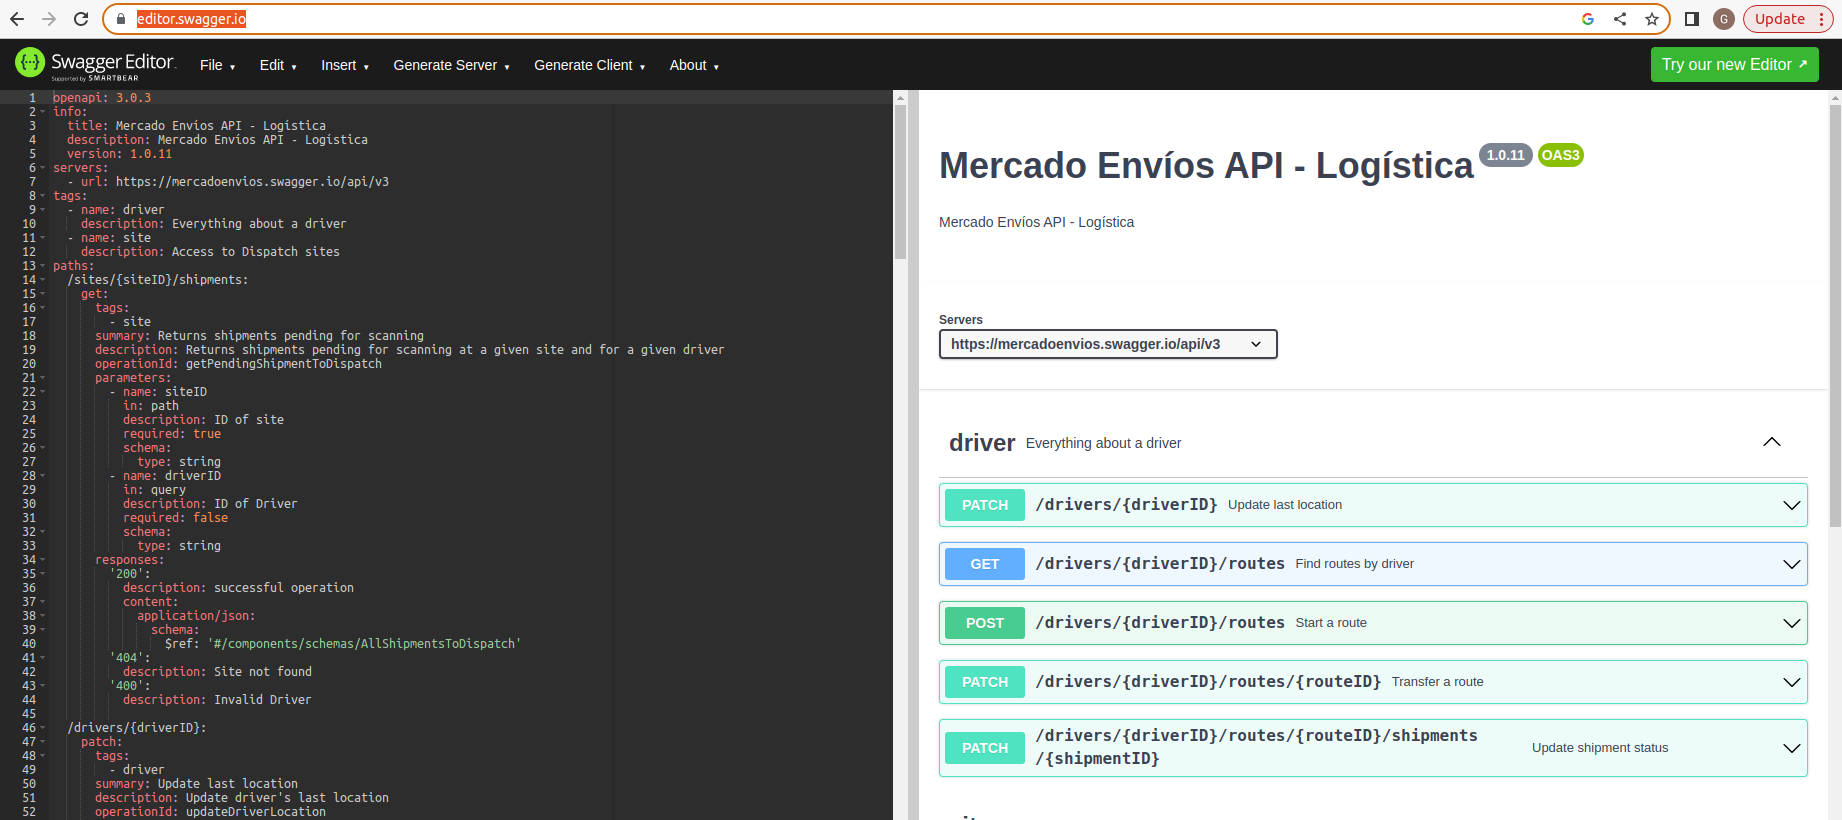 editor.swagger.io
G
Update
Swagger Editor
Supported by SMARTBEAR
File
Edit
Insert
Generate Server
Generate Client
About
Try our new Editor
1 openapi: 3.0.3
2 info:
3 title: Mercado Envíos API - Logística
4 description: Mercado Envíos API - Logística
5 version: 1.0.11
6 servers:
7 - url: https://mercadoenvios.swagger.io/api/v3
8 tags:
9 - name: driver
10 description: Everything about a driver
11 - name: site
12 description: Access to Dispatch sites
13 paths:
14 /sites/{siteID}/shipments:
15 get:
16 tags:
17 - site
18 summary: Returns shipments pending for scanning
19 description: Returns shipments pending for scanning at a given site and for a given driver
20 operationId: getPendingShipmentToDispatch
21 parameters:
22 - name: siteID
23 in: path
24 description: ID of site
25 required: true
26 schema:
27 type: string
28 - name: driverID
29 in: query
30 description: ID of Driver
31 required: false
32 schema:
33 type: string
34 responses:
35 '200':
36 description: successful operation
37 content:
38 application/json:
39 schema:
40 $ref: '#/components/schemas/AllShipmentsToDispatch'
41 '404':
42 description: Site not found
43 '400':
44 description: Invalid Driver
45
46 /drivers/{driverID}:
47 patch:
48 tags:
49 - driver
50 summary: Update last location
51 description: Update driver's last location
52 operationId: updateDriverLocation
Mercado Envíos API - Logística 1.0.11 OAS3
Mercado Envíos API - Logística
Servers
https://mercadoenvios.swagger.io/api/v3
driver Everything about a driver
PATCH /drivers/{driverID} Update last location
GET /drivers/{driverID}/routes Find routes by driver
POST /drivers/{driverID}/routes Start a route
PATCH /drivers/{driverID}/routes/{routeID} Transfer a route
PATCH /drivers/{driverID}/routes/{routeID}/shipments
/{shipmentID} Update shipment status